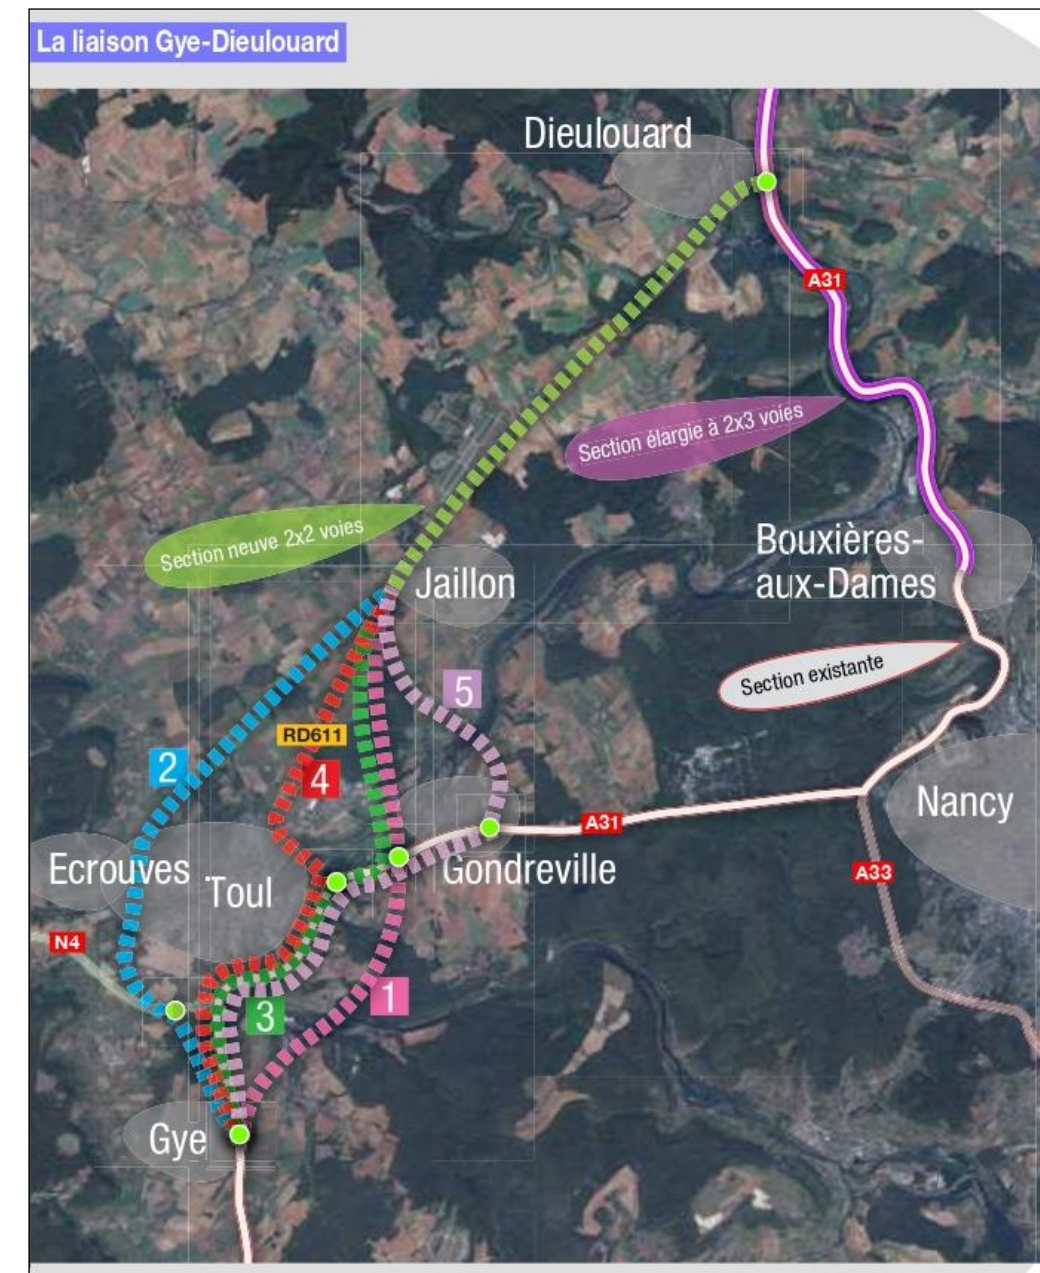 La liaison Gye-Dieulouard
Dieulouard
A31
Section élargie à 2x3 voies
Section neuve 2x2 voies
Bouxières-
aux-Dames
Jaillon
Section existante
5
RD611
2
4
Nancy
A31
Ecrouves
Toul
Gondreville
A33
N4
1
3
Gye